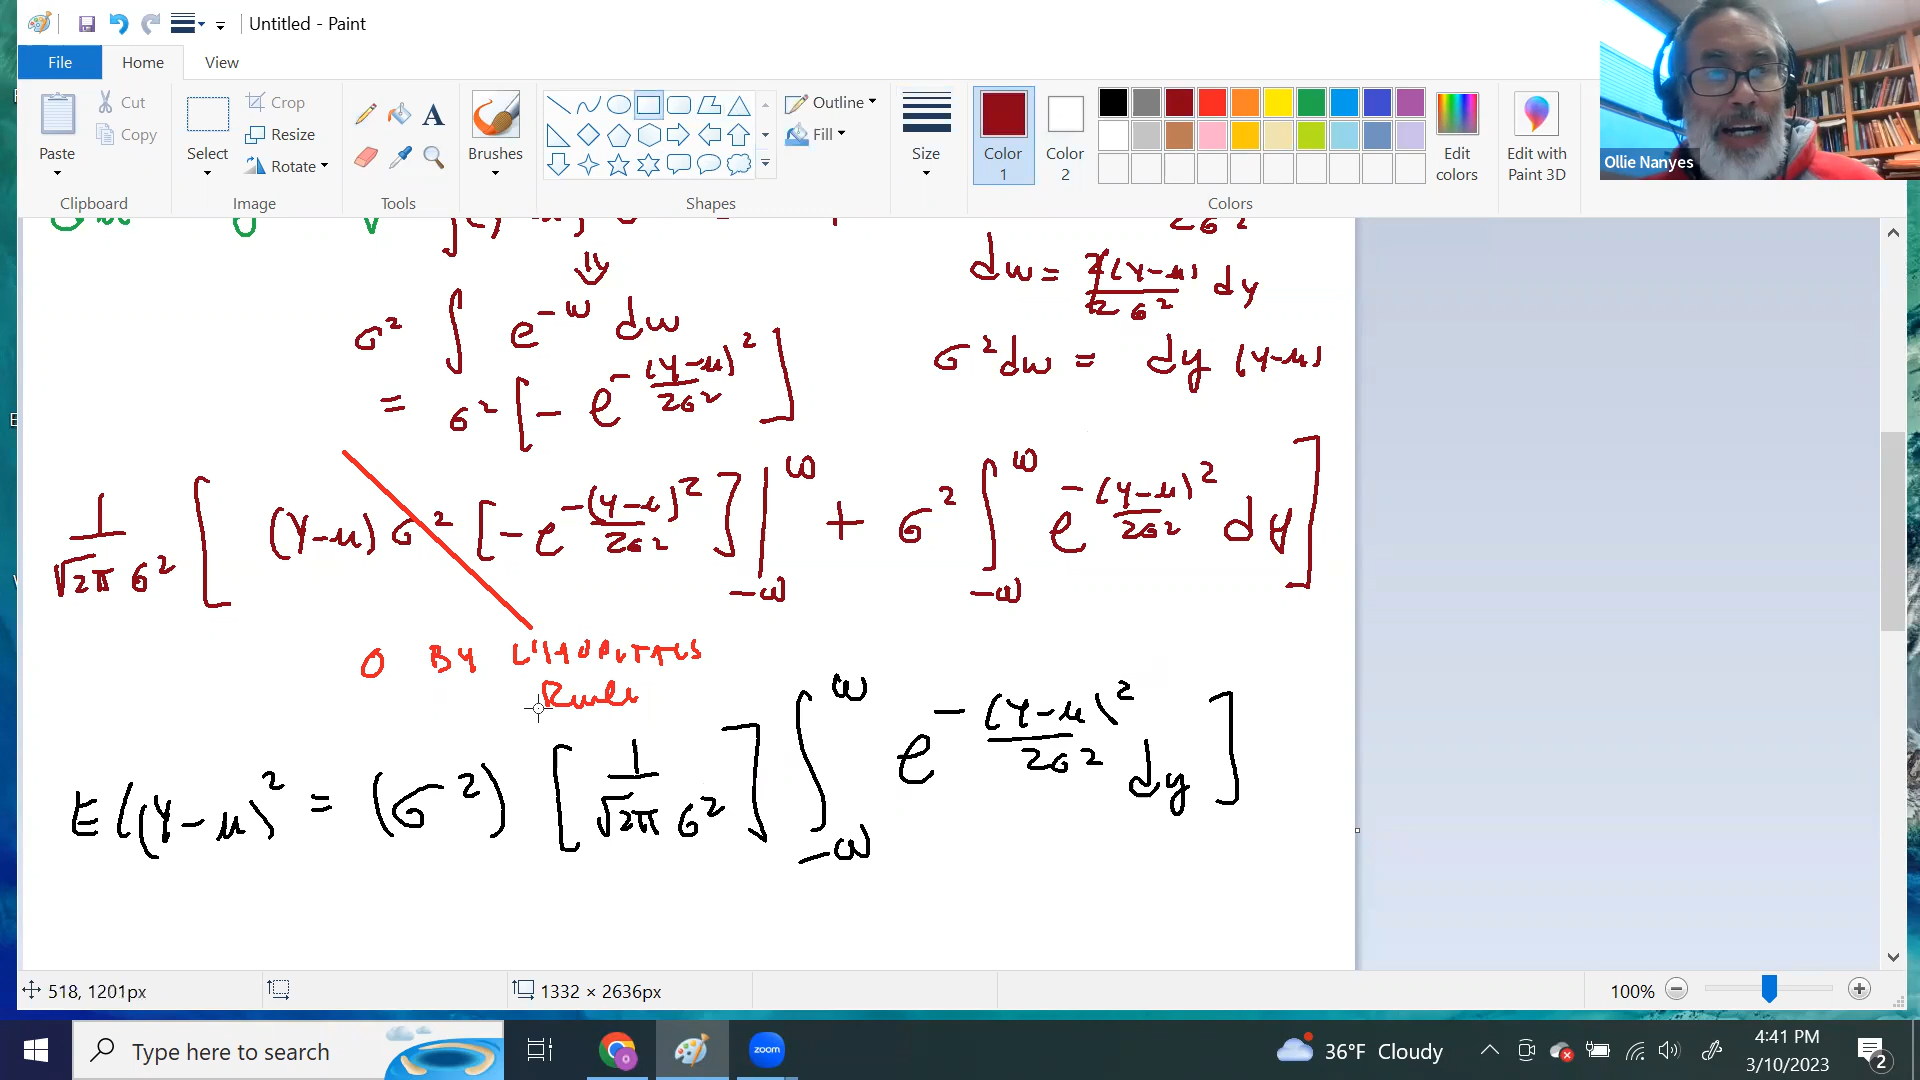 Untitled - Paint
File Home View
Cut
Copy
Paste
Clipboard
Crop
Resize
Rotate
Select
Image
Tools
Brushes
Outline
Fill
Shapes
Size
Color 1
Color 2
Edit colors
Edit with Paint 3D
Colors
Ollie Nanyes
2σ²
dw = 2(Y-μ)/2σ² dy
σ² ∫ e^{-w} dw
σ² dw = dy (Y-μ)
= σ² [- e^{-(Y-μ)²/2σ²}]
1/√2π σ² [ (Y-μ) σ² [-e^{-(Y-μ)²/2σ²}] |_{-∞}^{∞} + σ² ∫_{-∞}^{∞} e^{-(Y-μ)²/2σ²} dy ]
0 BY L'HOPITALS
Rule
E((Y-μ)² = (σ²) [1/√2π σ²] ∫_{-∞}^{∞} e^{-(Y-μ)²/2σ²} dy ]
518, 1201px
1332 × 2636px
100%
Type here to search
zoom
36°F Cloudy
4:41 PM
3/10/2023
2